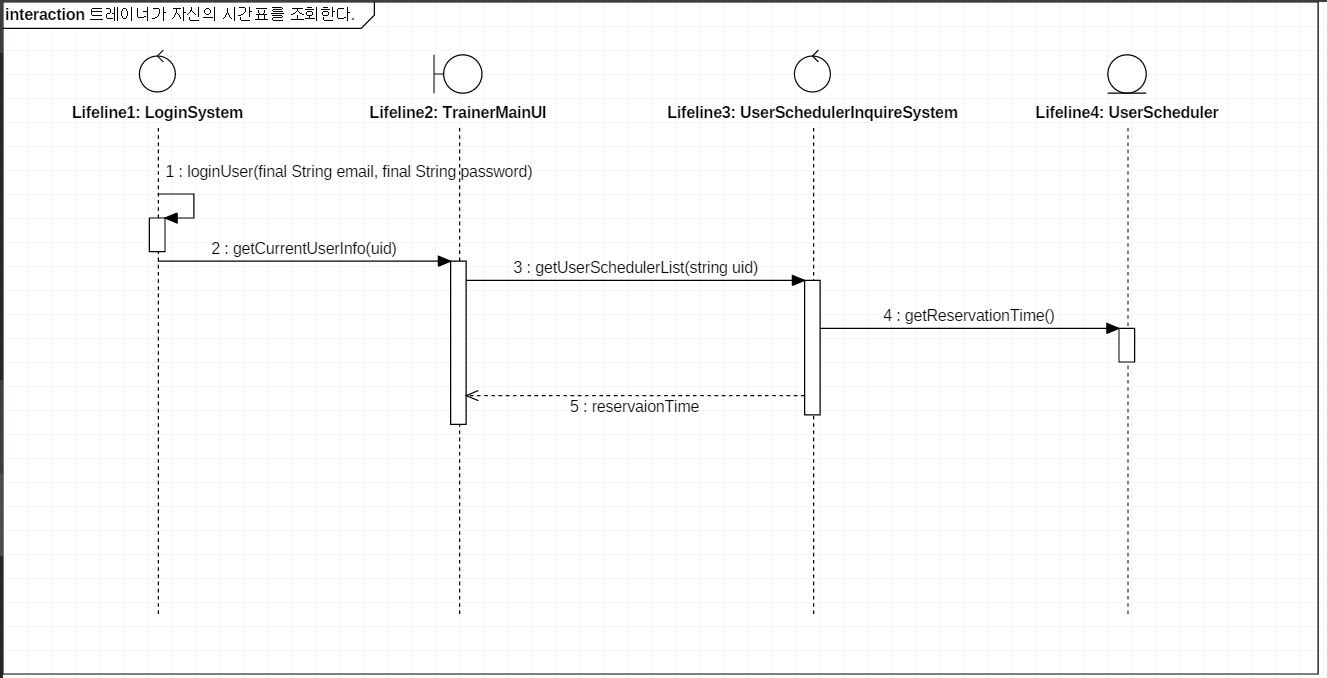 interaction 트레이너가 자신의 시간표를 조회한다.
Lifeline1: LoginSystem
Lifeline2: TrainerMainUI
Lifeline3: UserSchedulerInquireSystem
Lifeline4: UserScheduler
1 : loginUser(final String email, final String password)
2 : getCurrentUserInfo(uid)
3 : getUserSchedulerList(string uid)
4 : getReservationTime()
5 : reservaionTime